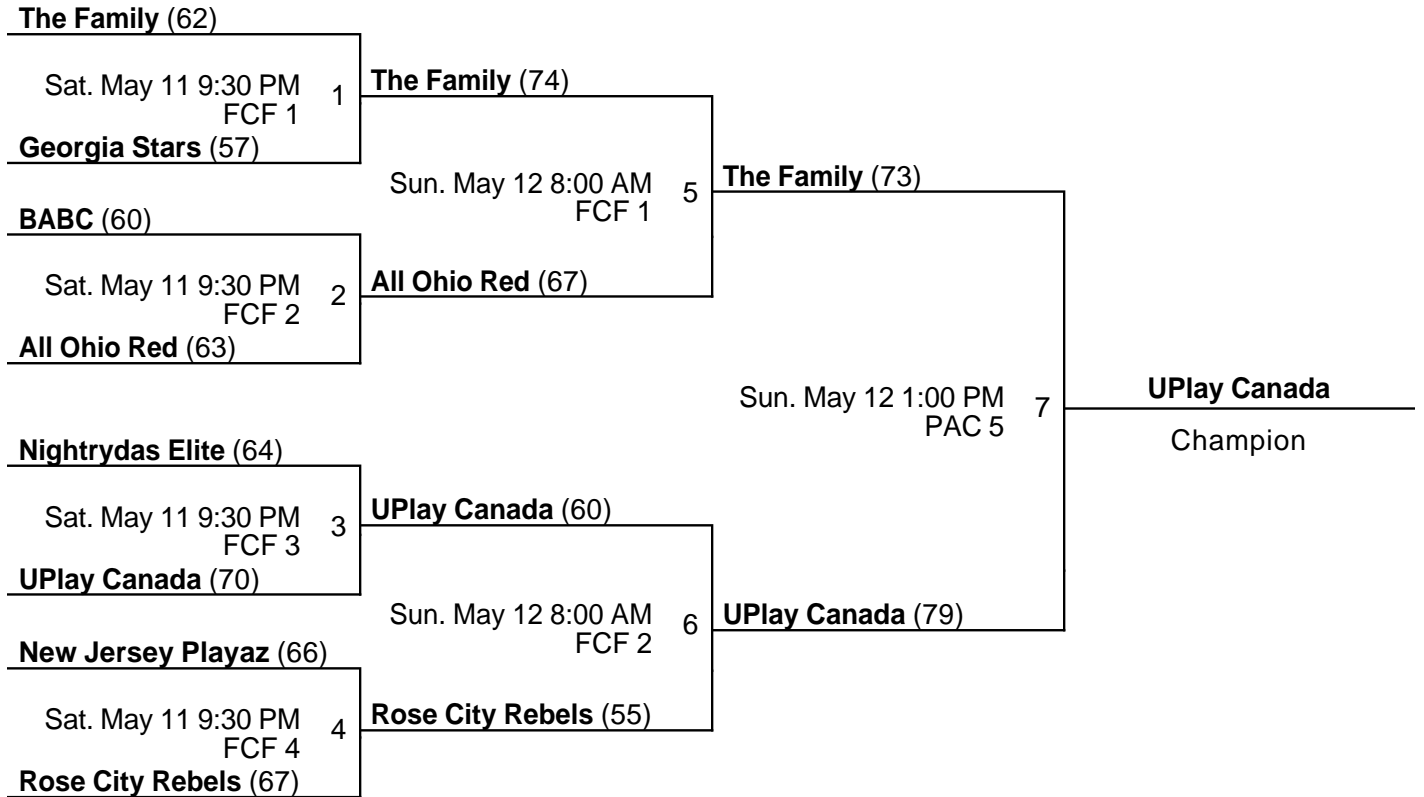 The Family (62)
Sat. May 11 9:30 PM
FCF 1
1
Georgia Stars (57)
The Family (74)
BABC (60)
Sat. May 11 9:30 PM
FCF 2
2
All Ohio Red (63)
Sun. May 12 8:00 AM
FCF 1
5
All Ohio Red (67)
The Family (73)
Nightrydas Elite (64)
Sat. May 11 9:30 PM
FCF 3
3
UPlay Canada (70)
UPlay Canada (60)
New Jersey Playaz (66)
Sat. May 11 9:30 PM
FCF 4
4
Rose City Rebels (67)
Sun. May 12 8:00 AM
FCF 2
6
Rose City Rebels (55)
UPlay Canada (79)
Sun. May 12 1:00 PM
PAC 5
7
UPlay Canada
Champion